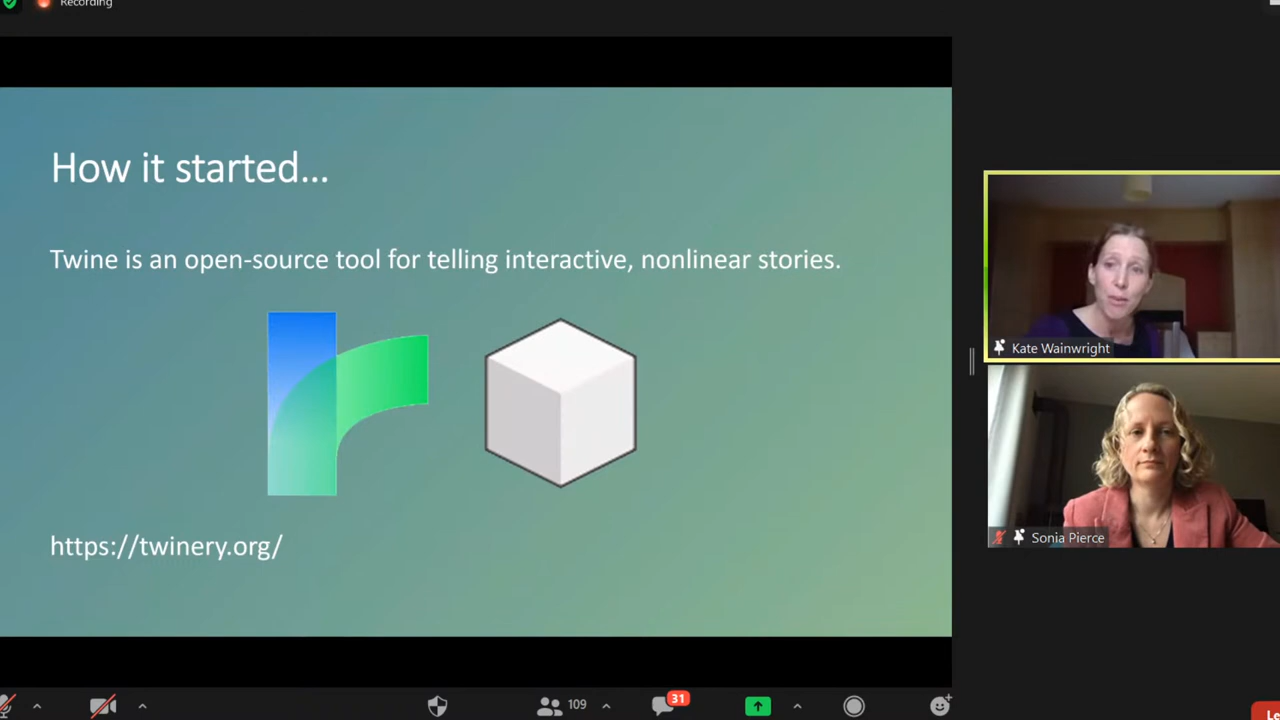 Recording
How it started...
Twine is an open-source tool for telling interactive, nonlinear stories.
https://twinery.org/
Kate Wainwright
Sonia Pierce
109
31
Le